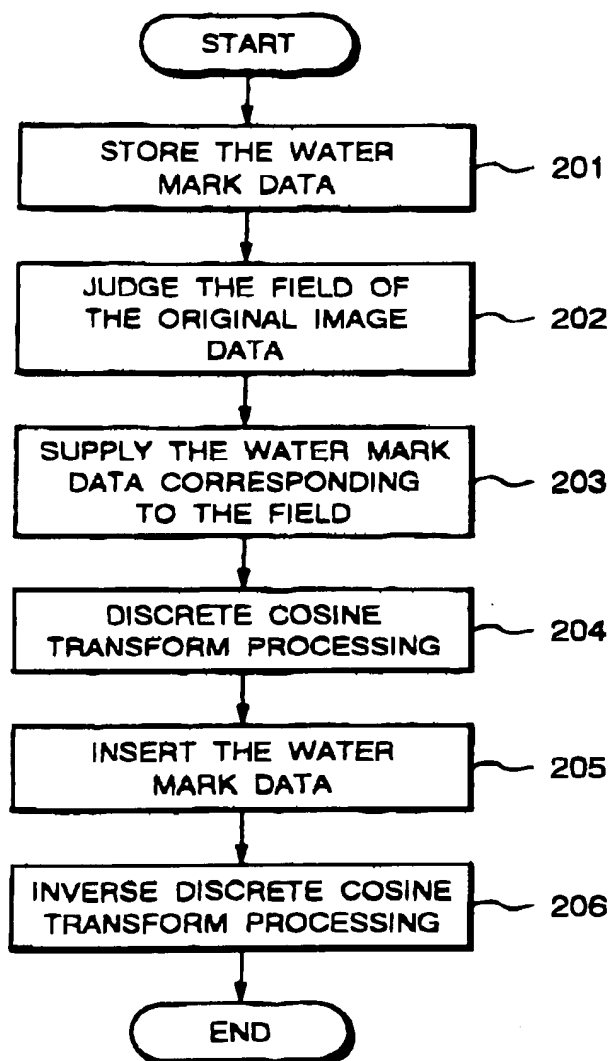 START
STORE THE WATER
MARK DATA
201
JUDGE THE FIELD OF
THE ORIGINAL IMAGE
DATA
202
SUPPLY THE WATER MARK
DATA CORRESPONDING
TO THE FIELD
203
DISCRETE COSINE
TRANSFORM PROCESSING
204
INSERT THE WATER
MARK DATA
205
INVERSE DISCRETE COSINE
TRANSFORM PROCESSING
206
END